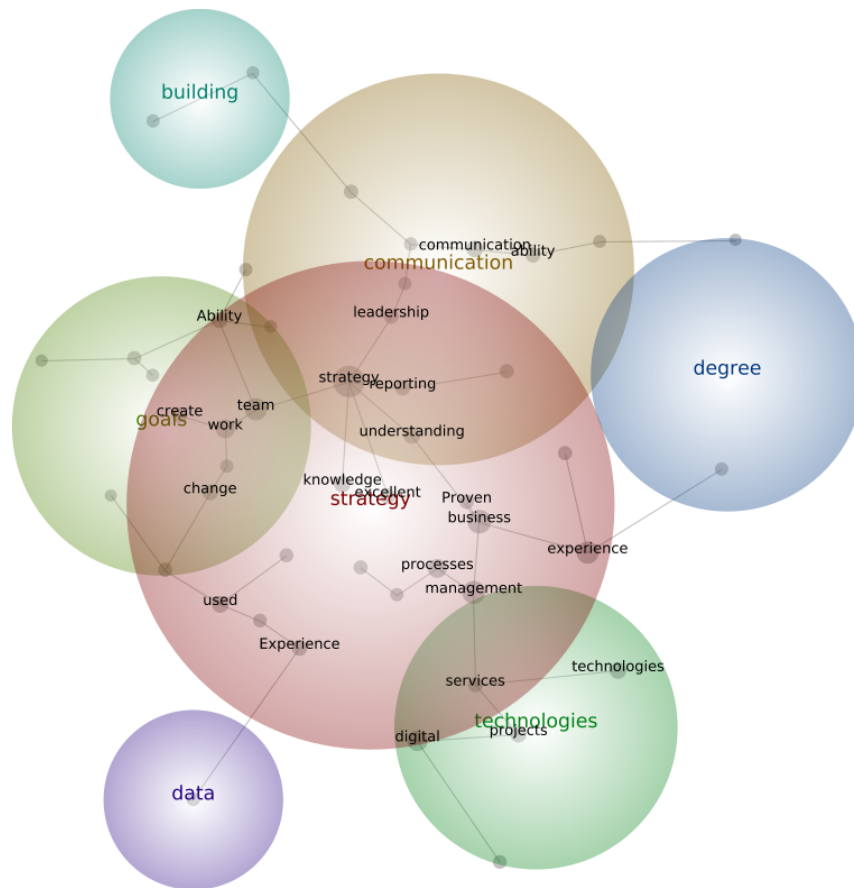 building
communication
ability
communication
leadership
Ability
degree
strategy
reporting
team
create
goals
work
understanding
knowledge
change
excellent
strategy
Proven
business
experience
processes
management
used
Experience
technologies
services
technologies
projects
digital
data